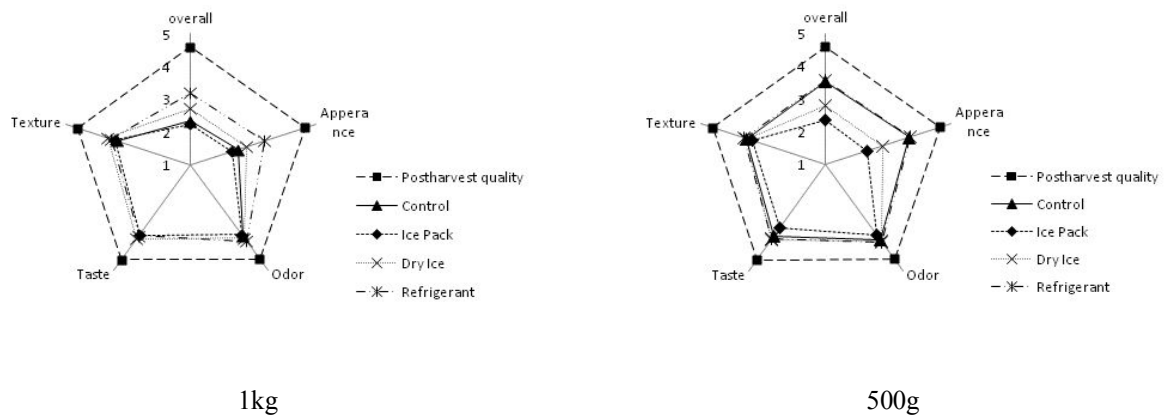 overall
5
4
3
2
1
Appera
nce
Texture
Taste
Odor
Postharvest quality
Control
Ice Pack
Dry Ice
Refrigerant
1kg
overall
5
4
3
2
1
Appera
nce
Texture
Taste
Odor
Postharvest quality
Control
Ice Pack
Dry Ice
Refrigerant
500g